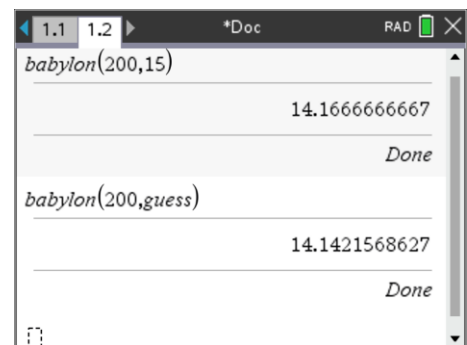 1.1 1.2 *Doc RAD
babylon(200,15)
14.1666666667
Done
babylon(200,guess)
14.1421568627
Done